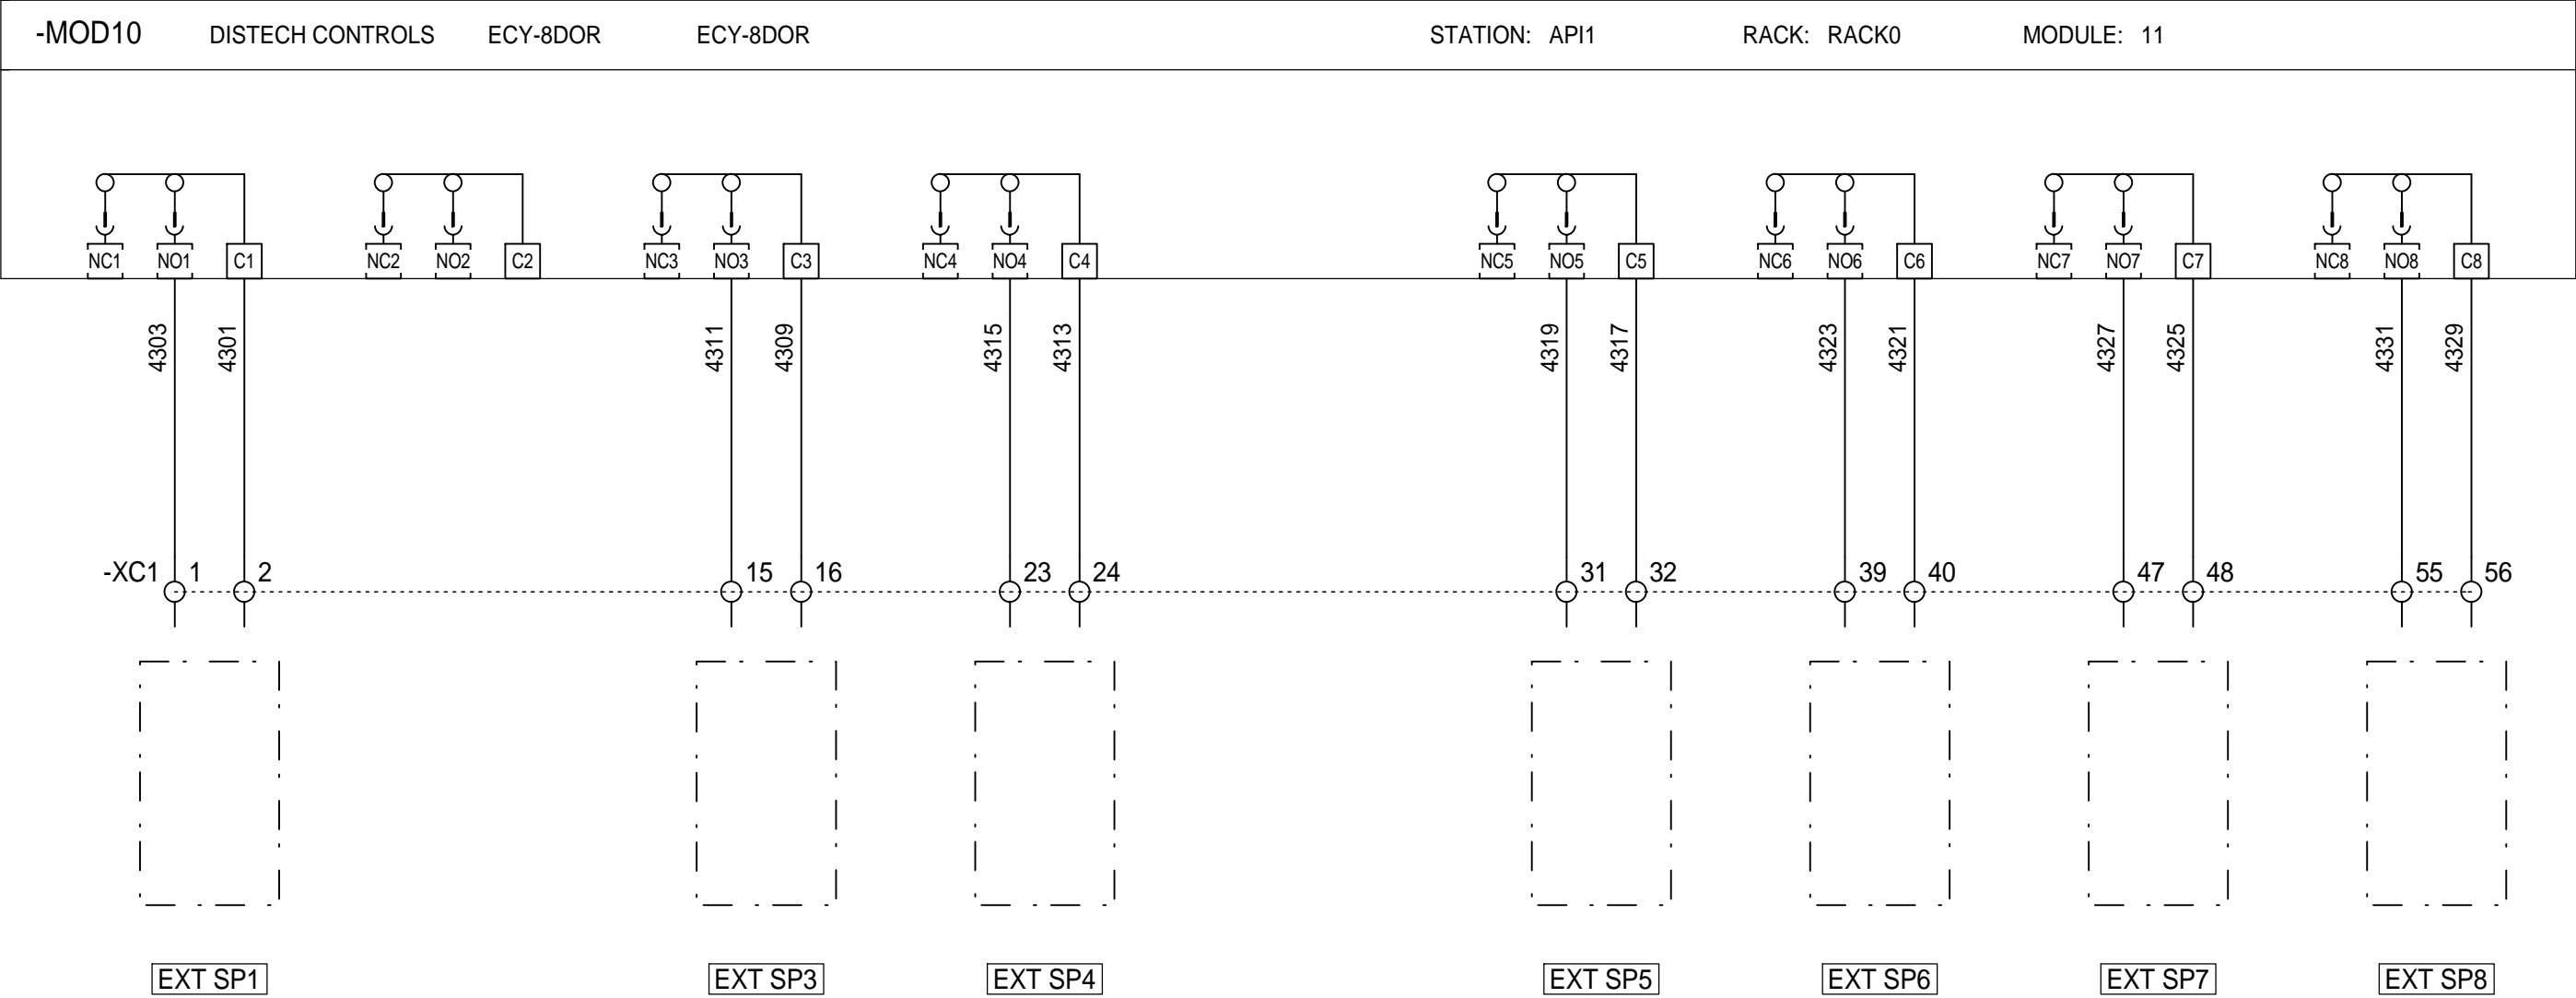 -MOD10 DISTECH CONTROLS ECY-8DOR ECY-8DOR STATION: API1 RACK: RACK0 MODULE: 11
NC1 NO1 C1 NC2 NO2 C2 NC3 NO3 C3 NC4 NO4 C4 NC5 NO5 C5 NC6 NO6 C6 NC7 NO7 C7 NC8 NO8 C8
4303 4301 4311 4309 4315 4313 4319 4317 4323 4321 4327 4325 4331 4329
-XC1 1 2 15 16 23 24 31 32 39 40 47 48 55 56
EXT SP1 EXT SP3 EXT SP4 EXT SP5 EXT SP6 EXT SP7 EXT SP8